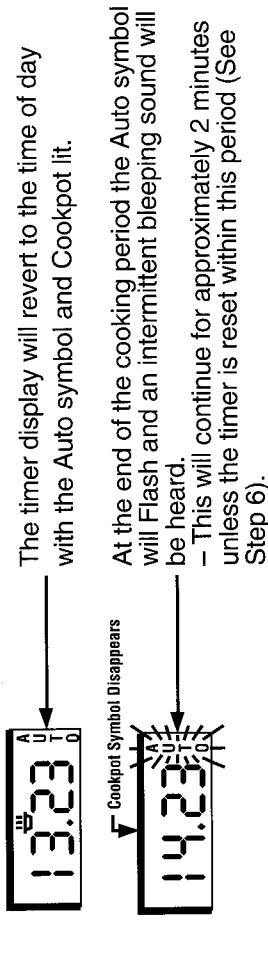 The timer display will revert to the time of day
with the Auto symbol and Cookpot lit.
13.23
AUTO
Cookpot Symbol Disappears
14.23
AUTO
At the end of the cooking period the Auto symbol
will Flash and an intermittent bleeping sound will
be heard.
– This will continue for approximately 2 minutes
unless the timer is reset within this period (See
Step 6).